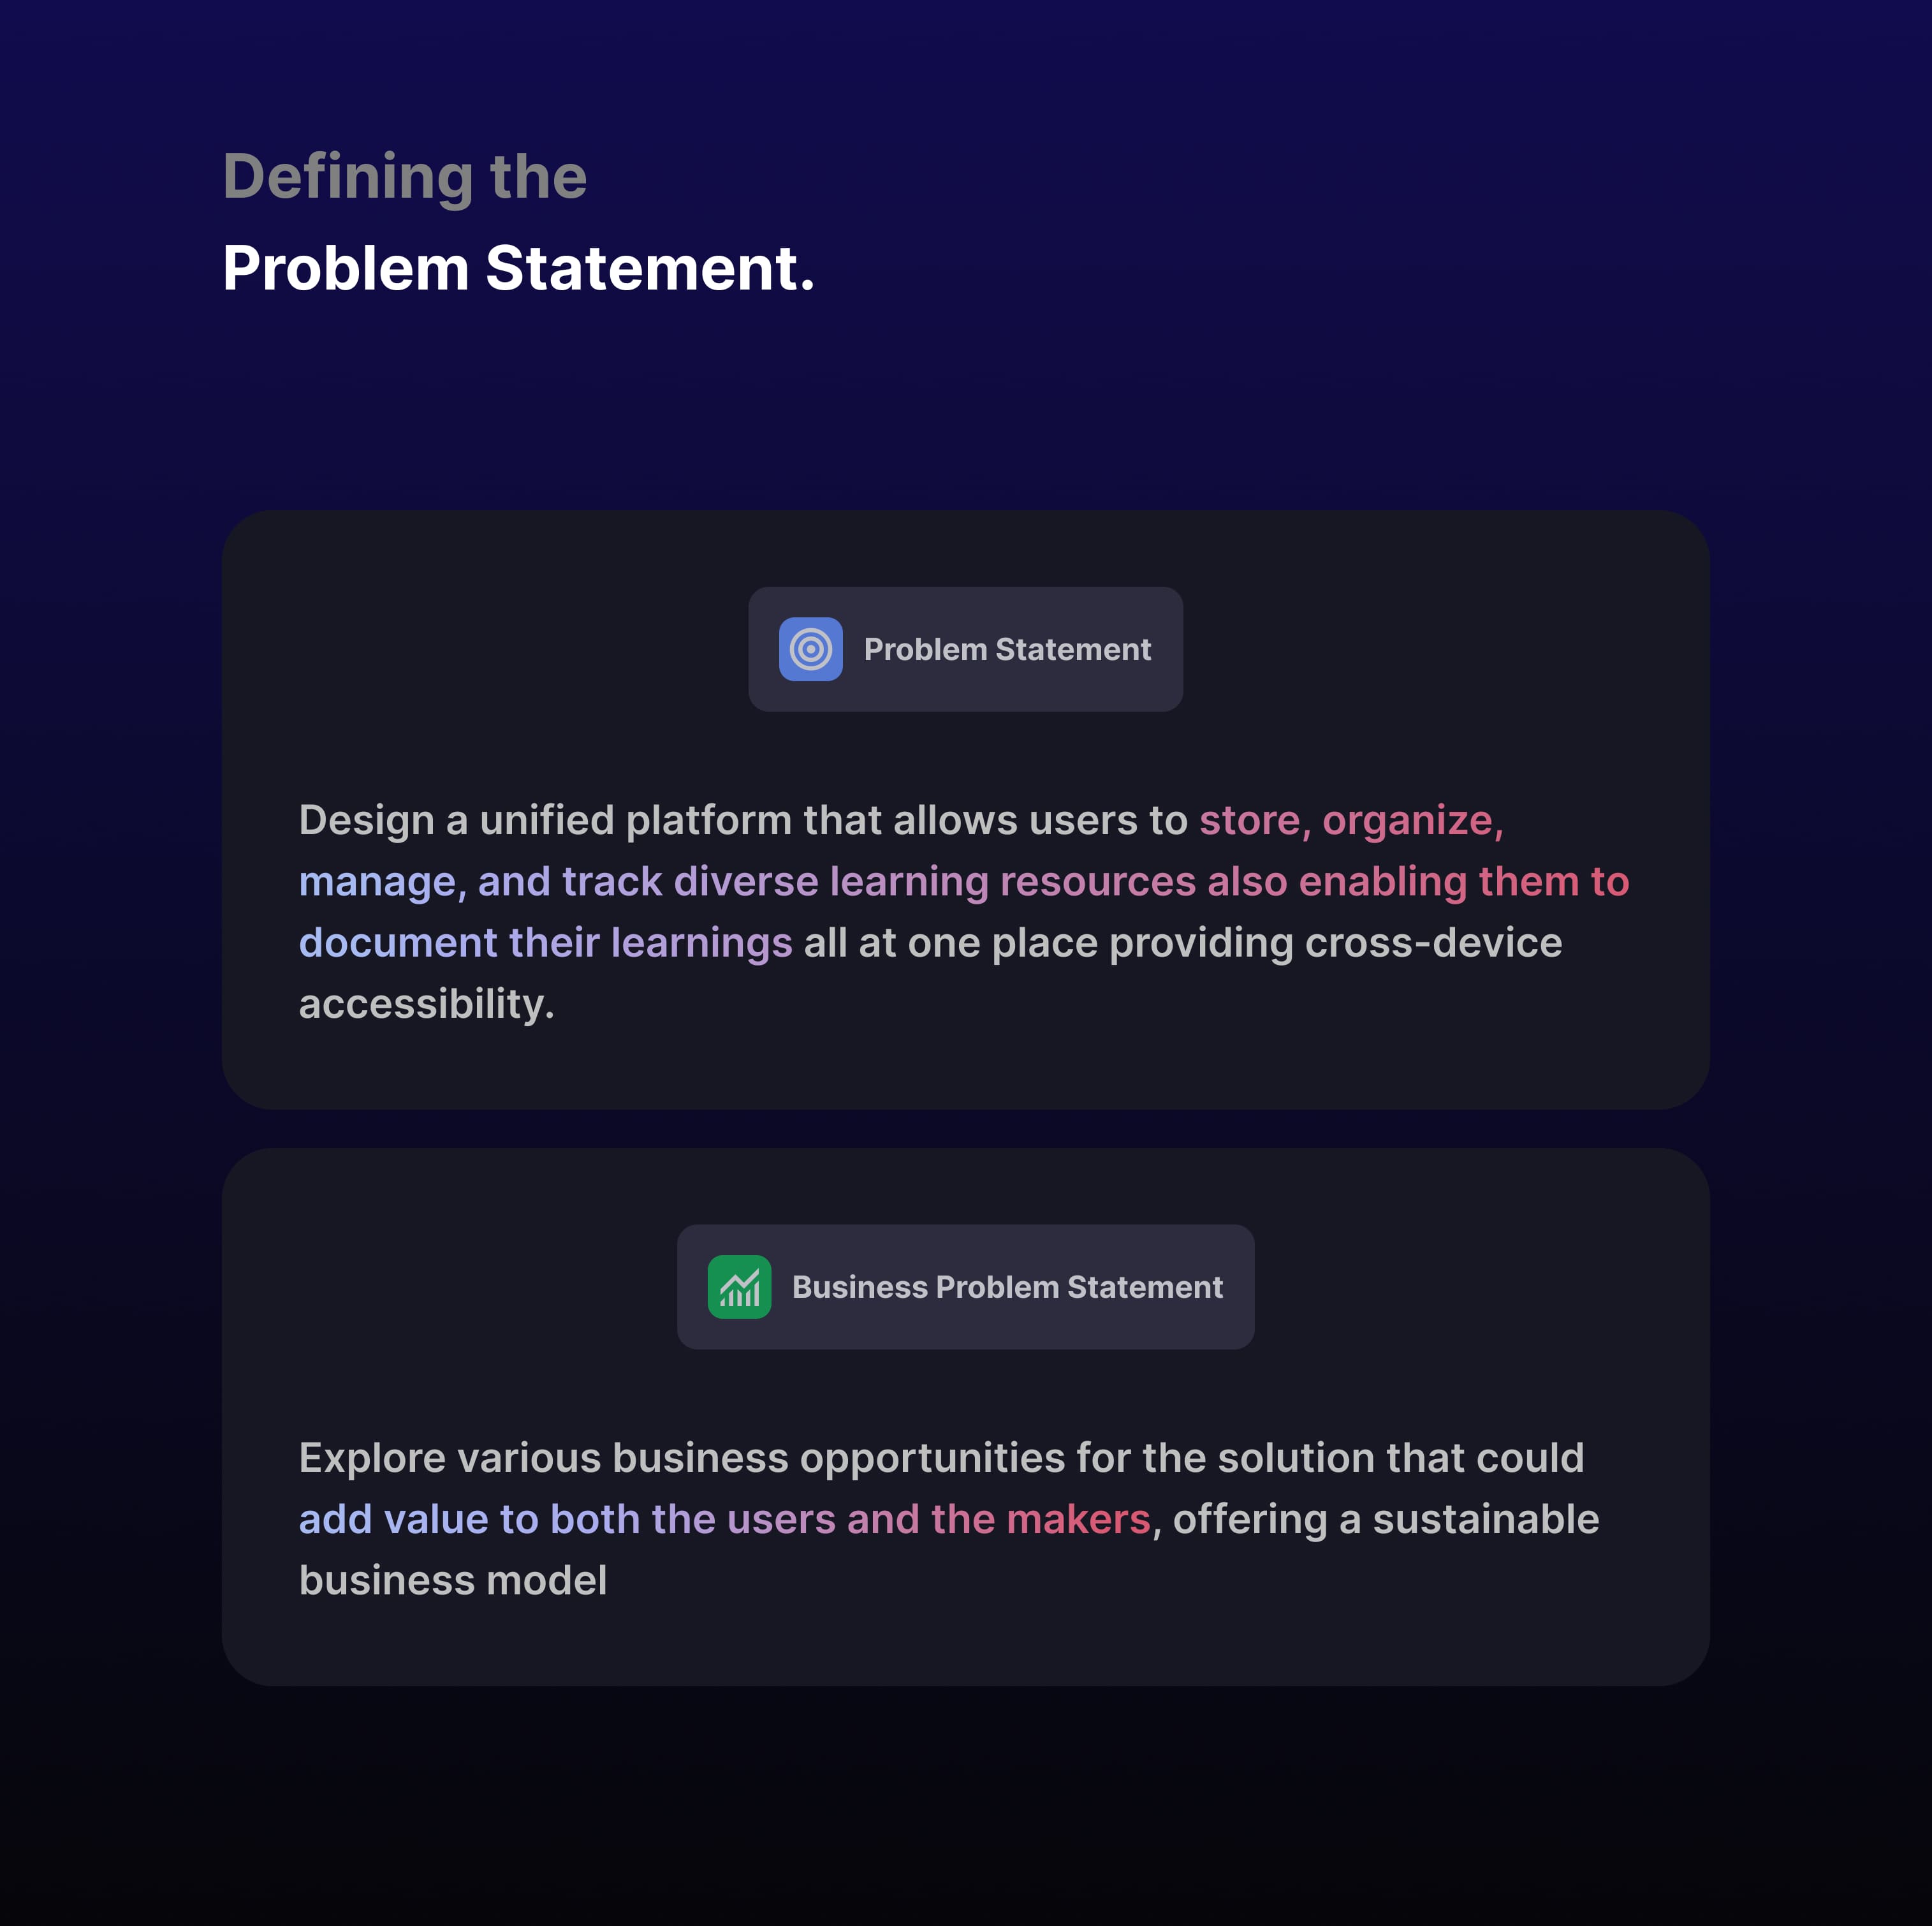 Defining the
Problem Statement.
Problem Statement
Design a unified platform that allows users to store, organize,
manage, and track diverse learning resources also enabling them to
document their learnings all at one place providing cross-device
accessibility.
Business Problem Statement
Explore various business opportunities for the solution that could
add value to both the users and the makers, offering a sustainable
business model